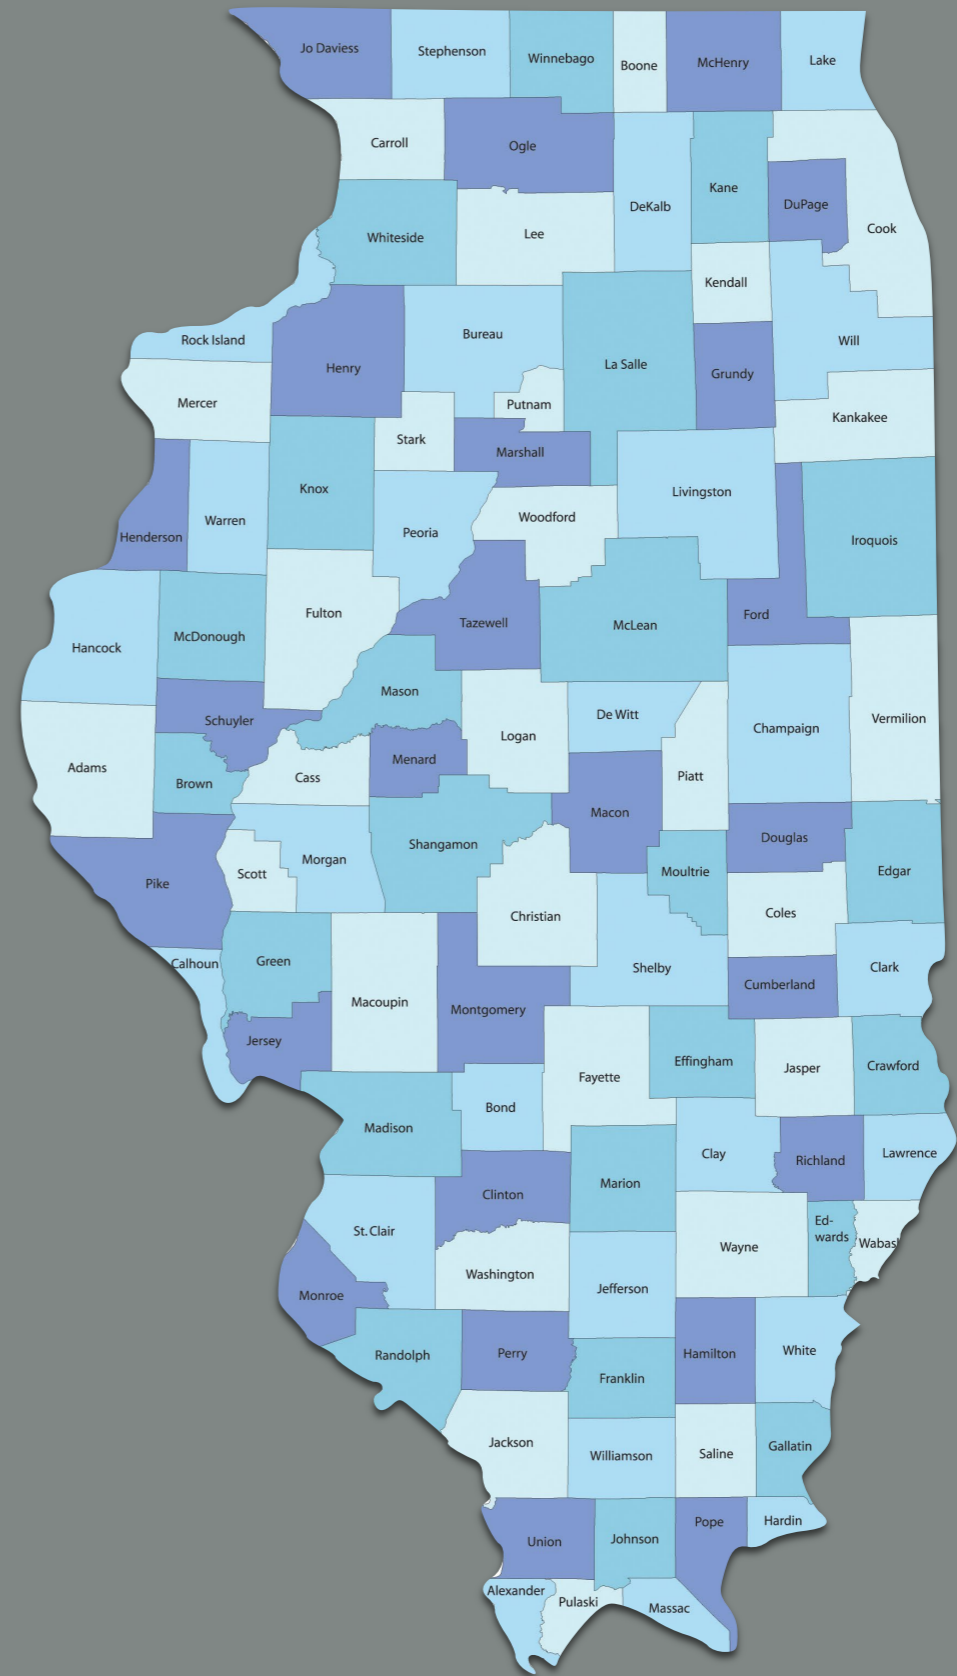 Jo Daviess
Stephenson
Winnebago
Boone
McHenry
Lake
Carroll
Ogle
DeKalb
Kane
DuPage
Cook
Whiteside
Lee
Kendall
Rock Island
Henry
Bureau
La Salle
Grundy
Will
Mercer
Putnam
Kankakee
Stark
Marshall
Henderson
Warren
Knox
Peoria
Woodford
Livingston
Iroquois
Hancock
McDonough
Fulton
Tazewell
McLean
Ford
Schuyler
Mason
Logan
De Witt
Champaign
Vermilion
Adams
Brown
Cass
Menard
Piatt
Macon
Pike
Scott
Morgan
Shangamon
Moultrie
Douglas
Edgar
Christian
Coles
Calhoun
Green
Macoupin
Montgomery
Shelby
Cumberland
Clark
Jersey
Fayette
Effingham
Jasper
Crawford
Madison
Bond
Clay
Richland
Lawrence
Clinton
Marion
St. Clair
Washington
Jefferson
Wayne
Ed-
wards
Wabash
Monroe
Randolph
Perry
Franklin
Hamilton
White
Jackson
Williamson
Saline
Gallatin
Union
Johnson
Pope
Hardin
Alexander
Pulaski
Massac